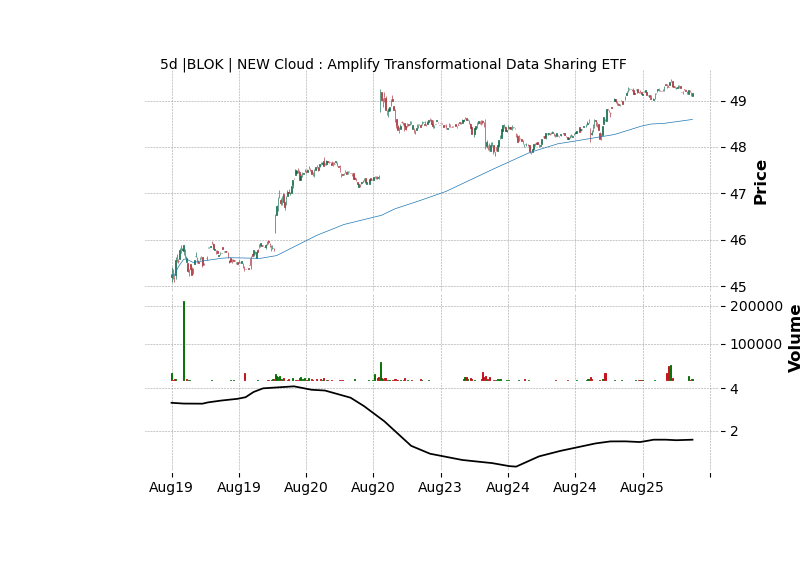 5d |BLOK | NEW Cloud : Amplify Transformational Data Sharing ETF
49
48
47
46
45
Price
200000
100000
Volume
4
2
Aug19 Aug19 Aug20 Aug20 Aug23 Aug24 Aug24 Aug25